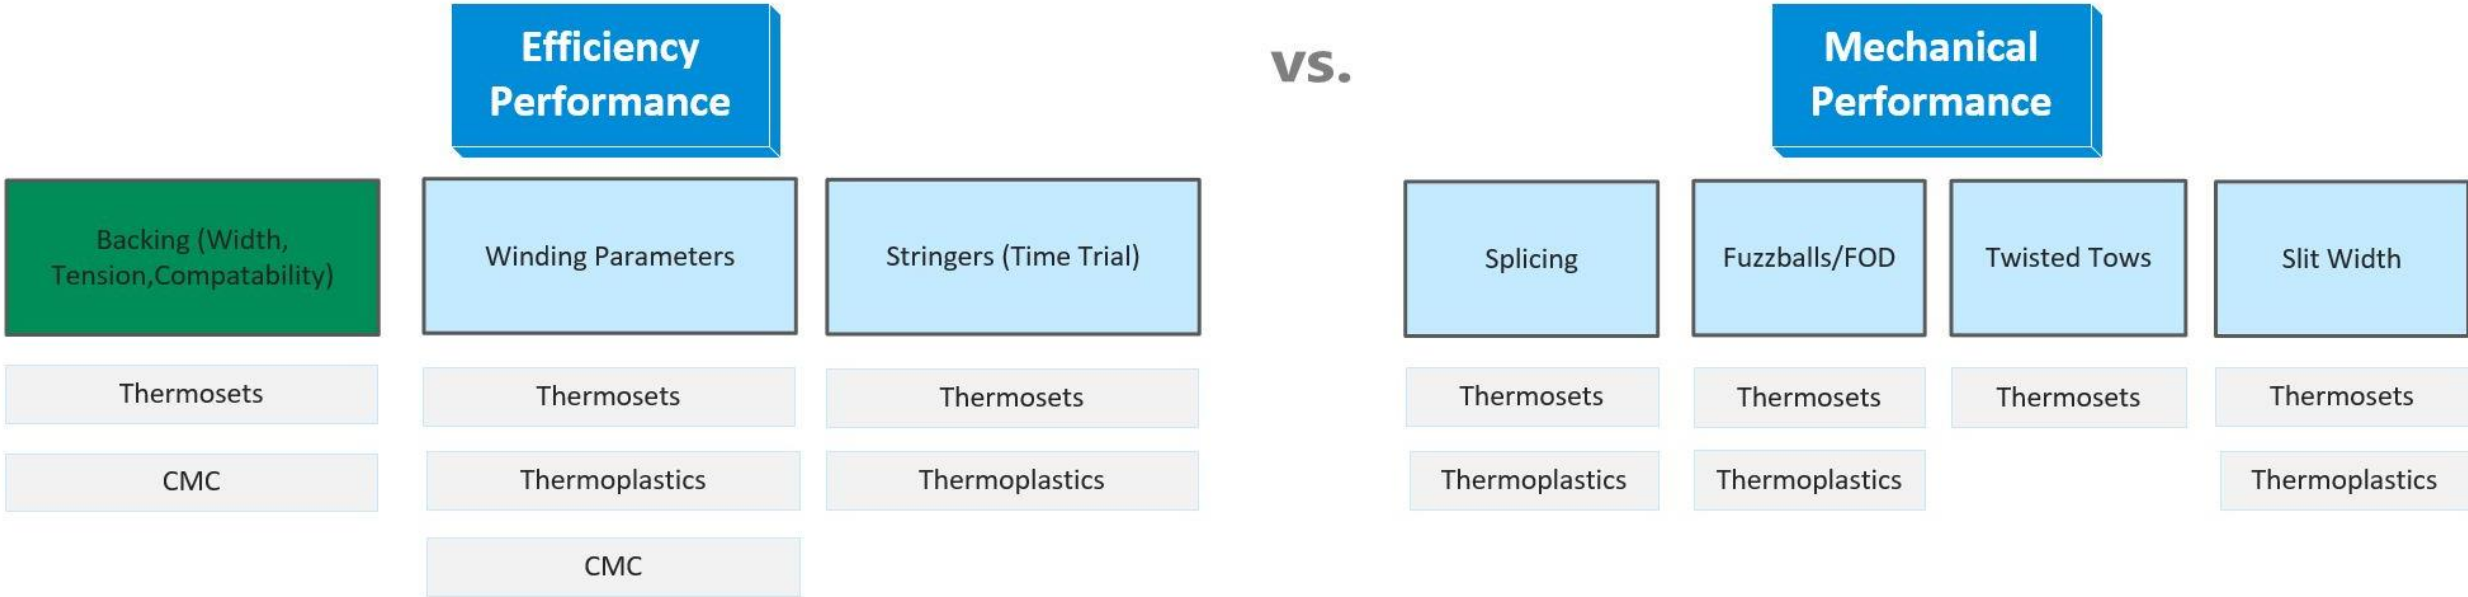 Efficiency
Performance
vs.
Mechanical
Performance
Backing (Width,
Tension,Compatability)
Winding Parameters
Stringers (Time Trial)
Splicing
Fuzzballs/FOD
Twisted Tows
Slit Width
Thermosets
Thermosets
Thermosets
Thermosets
Thermosets
Thermosets
Thermosets
CMC
Thermoplastics
Thermoplastics
Thermoplastics
Thermoplastics
Thermoplastics
CMC